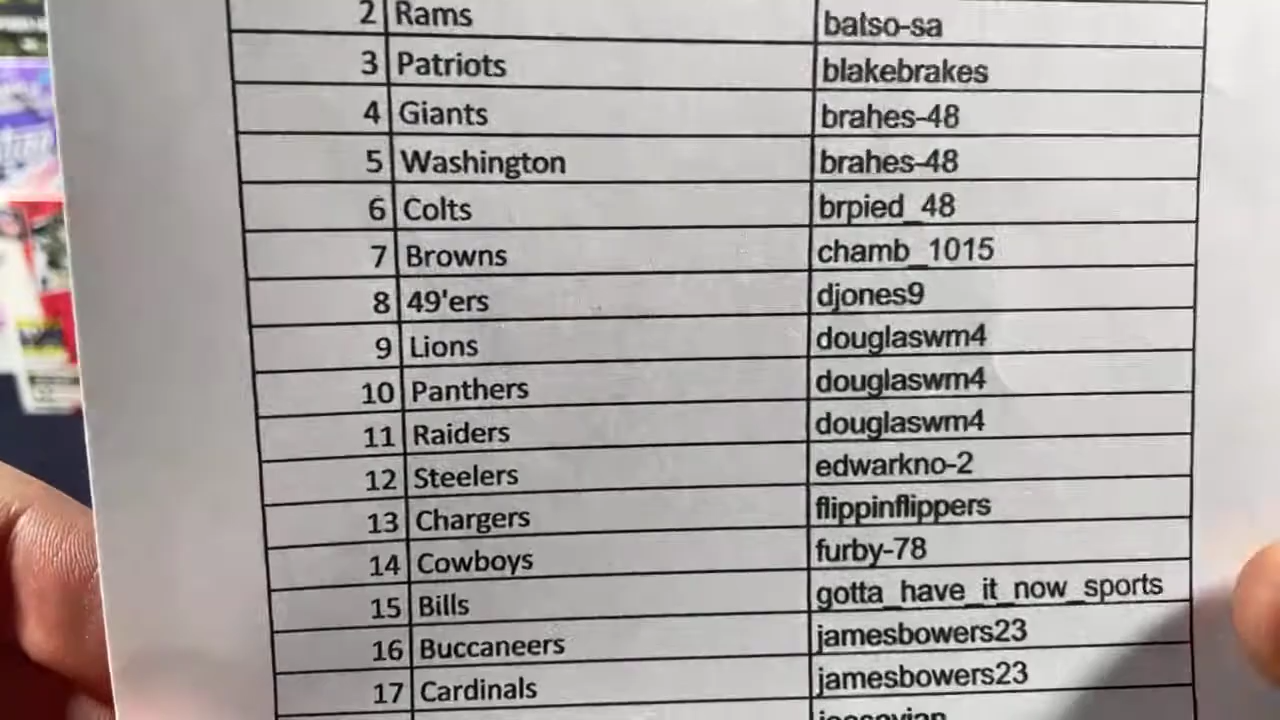 2 Rams batso-sa
3 Patriots blakebrakes
4 Giants brahes-48
5 Washington brahes-48
6 Colts brpied_48
7 Browns chamb_1015
8 49'ers djones9
9 Lions douglaswm4
10 Panthers douglaswm4
11 Raiders douglaswm4
12 Steelers edwarkno-2
13 Chargers flippinflippers
14 Cowboys furby-78
15 Bills gotta_have_it_now_sports
16 Buccaneers jamesbowers23
17 Cardinals jamesbowers23